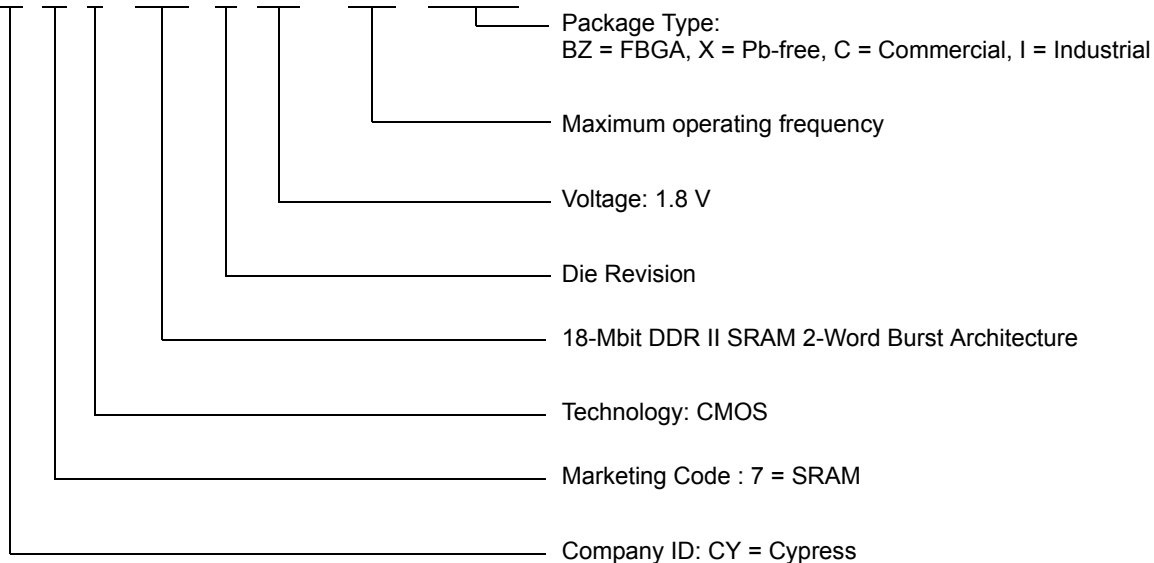 Package Type:
BZ = FBGA, X = Pb-free, C = Commercial, I = Industrial
Maximum operating frequency
Voltage: 1.8 V
Die Revision
18-Mbit DDR II SRAM 2-Word Burst Architecture
Technology: CMOS
Marketing Code : 7 = SRAM
Company ID: CY = Cypress